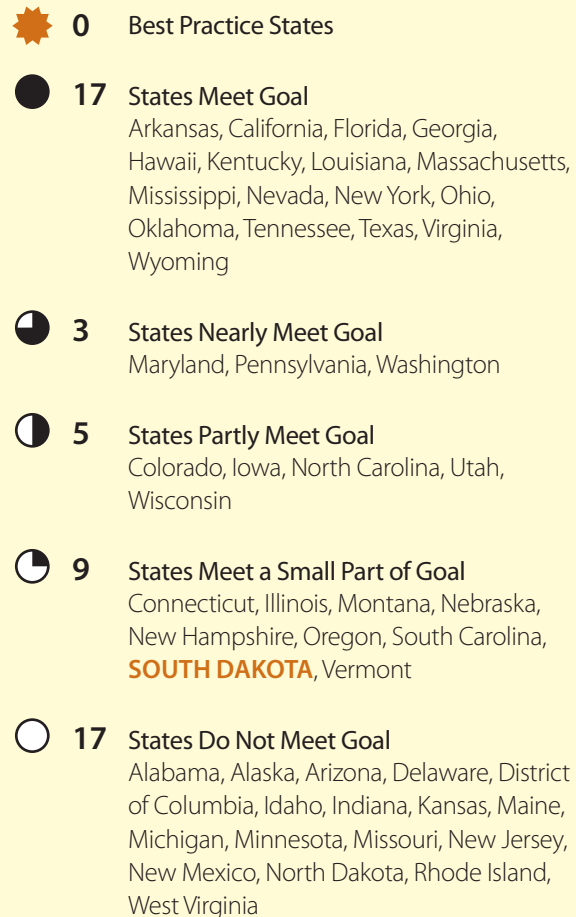 0 Best Practice States
17 States Meet Goal
Arkansas, California, Florida, Georgia,
Hawaii, Kentucky, Louisiana, Massachusetts,
Mississippi, Nevada, New York, Ohio,
Oklahoma, Tennessee, Texas, Virginia,
Wyoming
3 States Nearly Meet Goal
Maryland, Pennsylvania, Washington
5 States Partly Meet Goal
Colorado, Iowa, North Carolina, Utah,
Wisconsin
9 States Meet a Small Part of Goal
Connecticut, Illinois, Montana, Nebraska,
New Hampshire, Oregon, South Carolina,
SOUTH DAKOTA, Vermont
17 States Do Not Meet Goal
Alabama, Alaska, Arizona, Delaware, District
of Columbia, Idaho, Indiana, Kansas, Maine,
Michigan, Minnesota, Missouri, New Jersey,
New Mexico, North Dakota, Rhode Island,
West Virginia